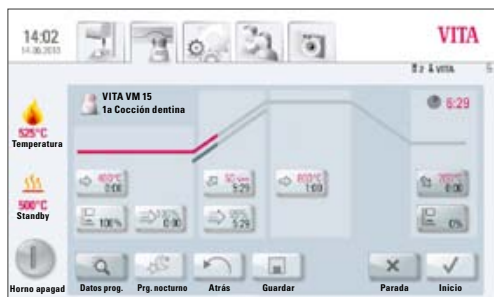 14:02
14.06.2013
VITA
VITA VM 15
1a Cocción dentina
6:29
525°C
Temperatura
500°C
Standby
Horno apagad
400°C
0:00
5:29
800°C
1:00
200°C
0:00
100%
0:00
5:29
0%
Datos prog.
Prg. nocturno
Atrás
Guardar
Parada
Inicio